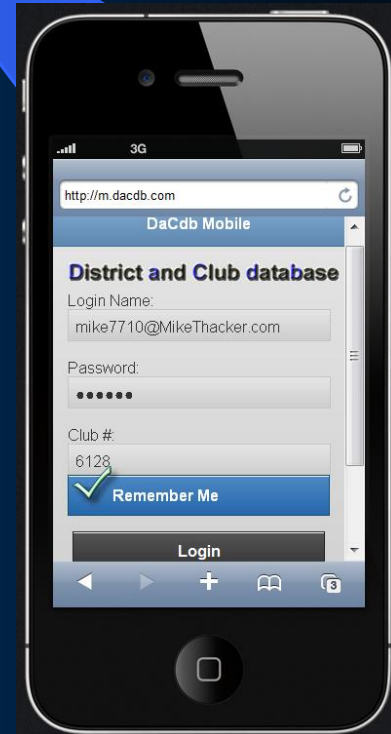 3G
http://m.dacdb.com
DaCdb Mobile
District and Club database
Login Name:
mike7710@MikeThacker.com
Password:
●●●●●●
Club #:
6128
Remember Me
Login
3